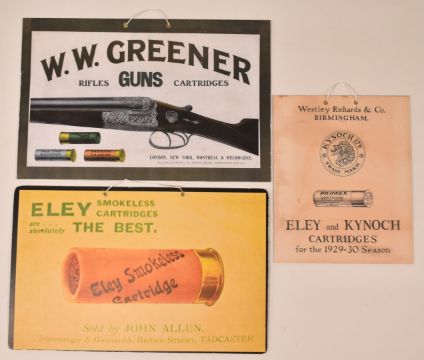 W. W. GREENER
RIFLES GUNS CARTRIDGES
LONDON, NEW YORK, MONTREAL & MELBOURNE.
ELEY SMOKELESS
CARTRIDGES
are . . .
absolutely THE BEST.
Eley Smokeless
Cartridge
Sold by JOHN ALLEN,
Ironmonger & Gunsmith, BRIDGE STREET, TADCASTER
Westley Richards & Co.
BIRMINGHAM.
KYNOCH LTD
TRADE MARK
PRIMAX
ELEY and KYNOCH
CARTRIDGES
for the 1929-30 Season